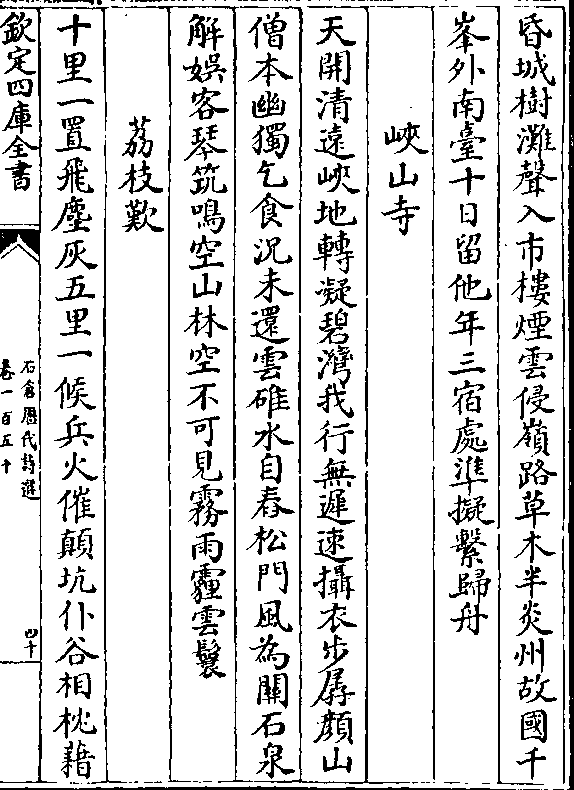 昏城樹灘聲入市樓煙雲侵嶺路草木半炎州故國千
峯外南臺十日留他年三宿處準擬繫歸舟
峽山寺
天開清遠峽地轉凝碧灣我行無遲速攝衣步孱顏山
僧本幽獨乞食況未還雲碓水自舂松門風為關石泉
解娛客琴筑鳴空山林空不可見霧雨霾雲鬟
荔枝歎
十里一置飛塵灰五里一候兵火催顛坑仆谷相枕藉
欽定四庫全書
石倉歷代詩選
卷一百五十
四十